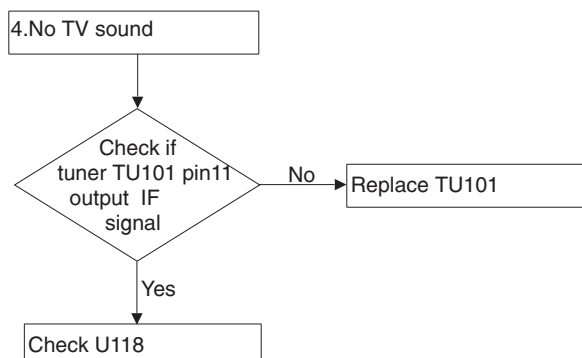 4.No TV sound
Check if
tuner TU101 pin11
output IF
signal
No
Replace TU101
Yes
Check U118